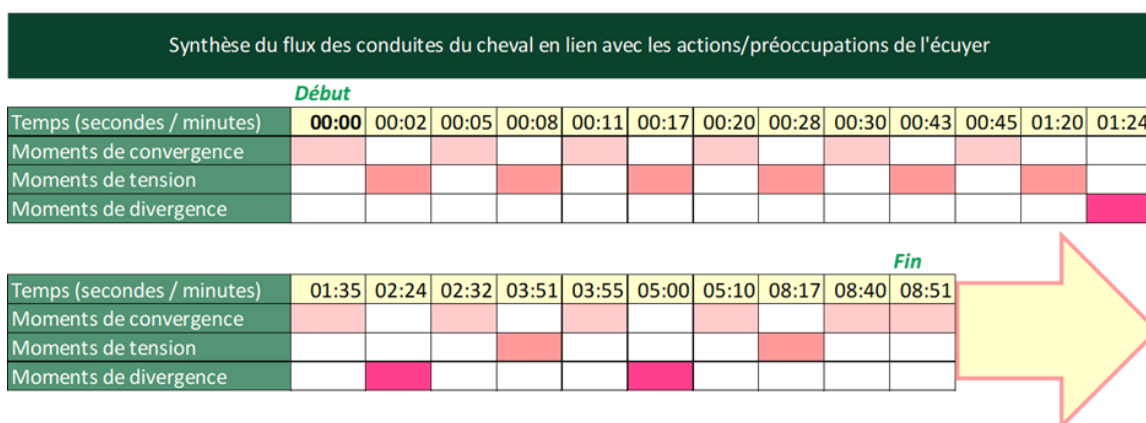 Synthèse du flux des conduites du cheval en lien avec les actions/préoccupations de l'écuyer
Début
Temps (secondes / minutes) 00:00 00:02 00:05 00:08 00:11 00:17 00:20 00:28 00:30 00:43 00:45 01:20 01:24
Moments de convergence
Moments de tension
Moments de divergence
Fin
Temps (secondes / minutes) 01:35 02:24 02:32 03:51 03:55 05:00 05:10 08:17 08:40 08:51
Moments de convergence
Moments de tension
Moments de divergence